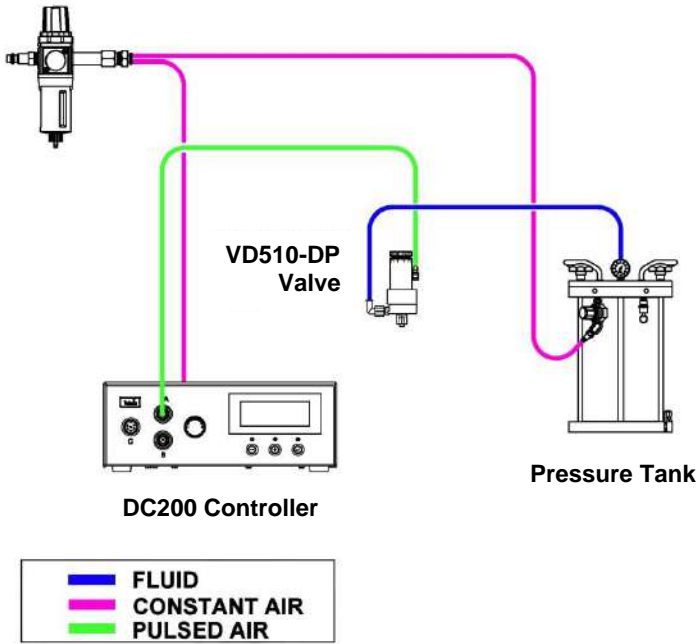 VD510-DP
Valve
A
C
B
DC200 Controller
Pressure Tank
FLUID
CONSTANT AIR
PULSED AIR